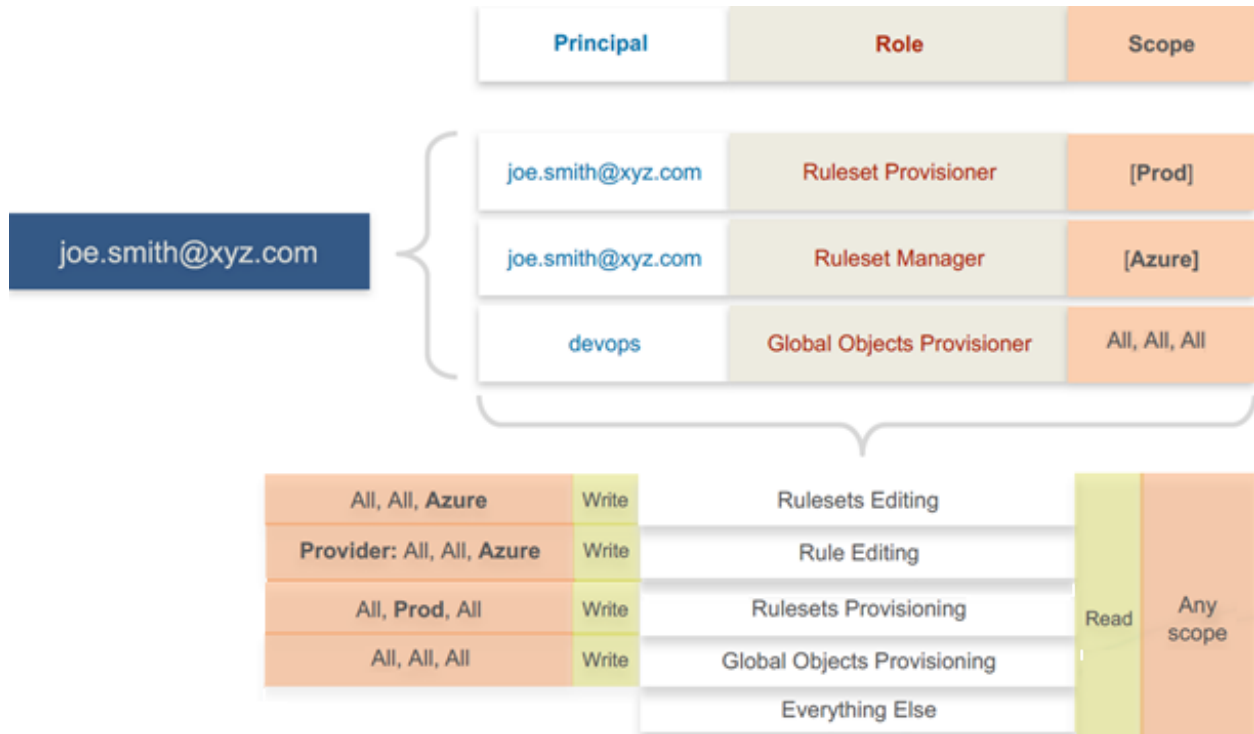 Principal Role Scope
joe.smith@xyz.com Ruleset Provisioner [Prod]
joe.smith@xyz.com
joe.smith@xyz.com Ruleset Manager [Azure]
devops Global Objects Provisioner All, All, All
All, All, Azure Write Rulesets Editing
Provider: All, All, Azure Write Rule Editing
All, Prod, All Write Rulesets Provisioning
Read
Any
scope
All, All, All Write Global Objects Provisioning
Everything Else